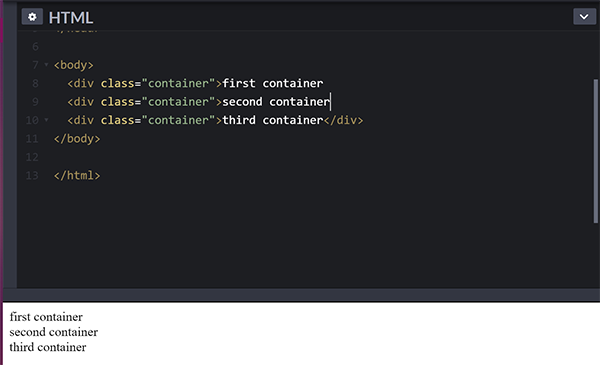 HTML
5 </head>
6
7 <body>
8 <div class="container">first container
9 <div class="container">second container
10 <div class="container">third container</div>
11 </body>
12
13 </html>
first container
second container
third container